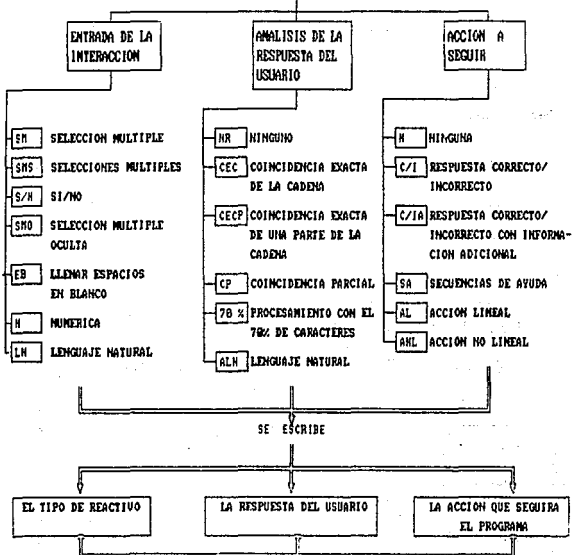 ENTRADA DE LA
INTERACCION
SM SELECCION MULTIPLE
SMS SELECCIONES MULTIPLES
S/N SI/NO
SMO SELECCION MULTIPLE
OCULTA
EB LLENAR ESPACIOS
EN BLANCO
N NUMERICA
LN LENGUAJE NATURAL
ANALISIS DE LA
RESPUESTA DEL
USUARIO
NR NINGUNO
CEC COINCIDENCIA EXACTA
DE LA CADENA
CECP COINCIDENCIA EXACTA
DE UNA PARTE DE LA
CADENA
CP COINCIDENCIA PARCIAL
70 % PROCESAMIENTO CON EL
70% DE CARACTERES
ALN LENGUAJE NATURAL
ACCION A
SEGUIR
N NINGUNA
C/I RESPUESTA CORRECTO/
INCORRECTO
C/IA RESPUESTA CORRECTO/
INCORRECTO CON INFORMA-
CION ADICIONAL
SA SECUENCIAS DE AYUDA
AL ACCION LINEAL
ANL ACCION NO LINEAL
SE ESCRIBE
EL TIPO DE REACTIVO
LA RESPUESTA DEL USUARIO
LA ACCION QUE SEGUIRA
EL PROGRAMA